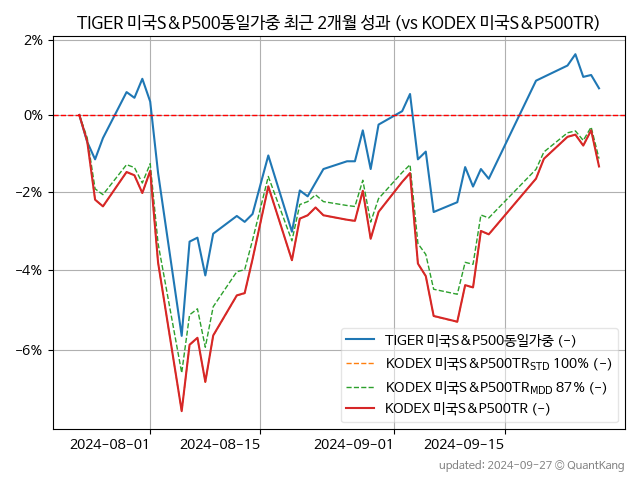 TIGER 미국S&P500동일가중 최근 2개월 성과 (vs KODEX 미국S&P500TR)
2%
0%
-2%
-4%
-6%
TIGER 미국S&P500동일가중 (-)
KODEX 미국S&P500TRSTD 100% (-)
KODEX 미국S&P500TRMDD 87% (-)
KODEX 미국S&P500TR (-)
2024-08-01 2024-08-15 2024-09-01 2024-09-15
updated: 2024-09-27 © QuantKang